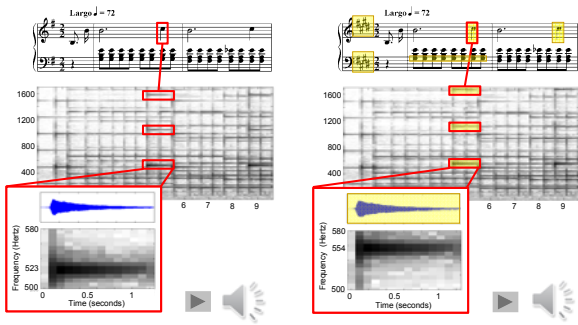 Largo ♩ = 72
1600
1200
800
400
6 7 8 9
580
523
500
Frequency (Hertz)
0 0.5 1
Time (seconds)
Largo ♩ = 72
1600
1200
800
400
6 7 8 9
580
554
500
Frequency (Hertz)
0 0.5 1
Time (seconds)